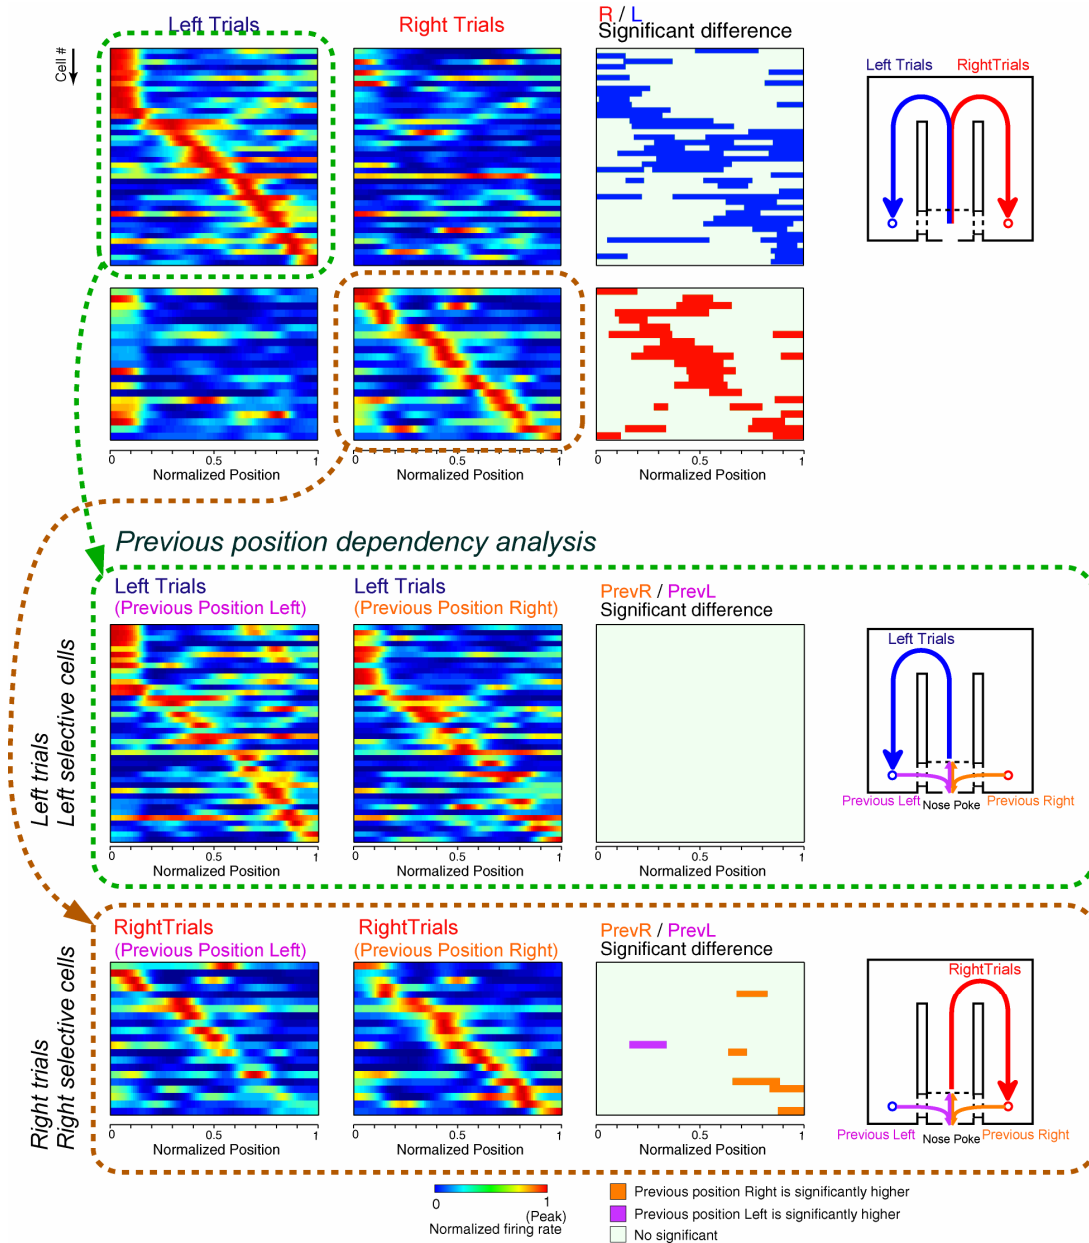 Left Trials
Right Trials
R / L
Significant difference
Cell #
Left Trials
RightTrials
0
0.5
1
Normalized Position
0
0.5
1
Normalized Position
0
0.5
1
Normalized Position
Previous position dependency analysis
Left Trials
(Previous Position Left)
Left Trials
(Previous Position Right)
PrevR / PrevL
Significant difference
Left trials
Left selective cells
Left Trials
Previous Left
Nose Poke
Previous Right
0
0.5
1
Normalized Position
0
0.5
1
Normalized Position
0
0.5
1
Normalized Position
RightTrials
(Previous Position Left)
RightTrials
(Previous Position Right)
PrevR / PrevL
Significant difference
Right trials
Right selective cells
RightTrials
Previous Left
Nose Poke
Previous Right
0
0.5
1
Normalized Position
0
0.5
1
Normalized Position
0
0.5
1
Normalized Position
0
1
(Peak)
Normalized firing rate
Previous position Right is significantly higher
Previous position Left is significantly higher
No significant